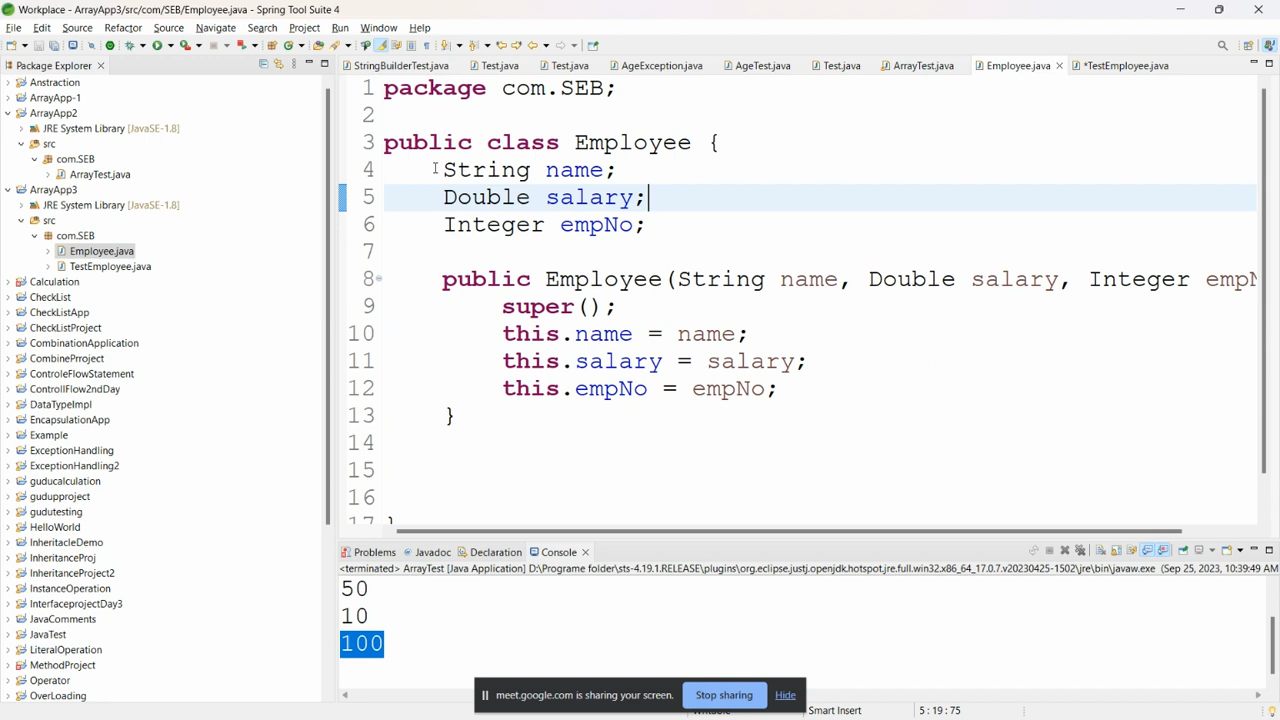 Workplace - ArrayApp3/src/com/SEB/Employee.java - Spring Tool Suite 4
File Edit Source Refactor Source Navigate Search Project Run Window Help
Package Explorer
Anstraction
ArrayApp-1
ArrayApp2
JRE System Library [JavaSE-1.8]
src
com.SEB
ArrayTest.java
ArrayApp3
JRE System Library [JavaSE-1.8]
src
com.SEB
Employee.java
TestEmployee.java
Calculation
CheckList
CheckListApp
CheckListProject
CombinationApplication
CombineProject
ControleFlowStatement
ControllFlow2ndDay
DataTypeImpl
EncapsulationApp
Example
ExceptionHandling
ExceptionHandling2
guducalculation
gudupproject
gudutesting
HelloWorld
InheritacleDemo
InheritanceProj
InheritanceProject2
InstanceOperation
InterfaceprojectDay3
JavaComments
JavaTest
LiteralOperation
MethodProject
Operator
OverLoading
StringBuilderTest.java Test.java Test.java AgeException.java AgeTest.java Test.java ArrayTest.java Employee.java *TestEmployee.java
1 package com.SEB;
2
3 public class Employee {
4 String name;
5 Double salary;
6 Integer empNo;
7
8 public Employee(String name, Double salary, Integer empN
9 super();
10 this.name = name;
11 this.salary = salary;
12 this.empNo = empNo;
13 }
14
15
16
17 }
Problems Javadoc Declaration Console
<terminated> ArrayTest [Java Application] D:\Programe folder\sts-4.19.1.RELEASE\plugins\org.eclipse.justj.openjdk.hotspot.jre.full.win32.x86_64_17.0.7.v20230425-1502\jre\bin\javaw.exe (Sep 25, 2023, 10:39:49 AM
50
10
100
meet.google.com is sharing your screen. Stop sharing Hide
Writable Smart Insert 5 : 19 : 75